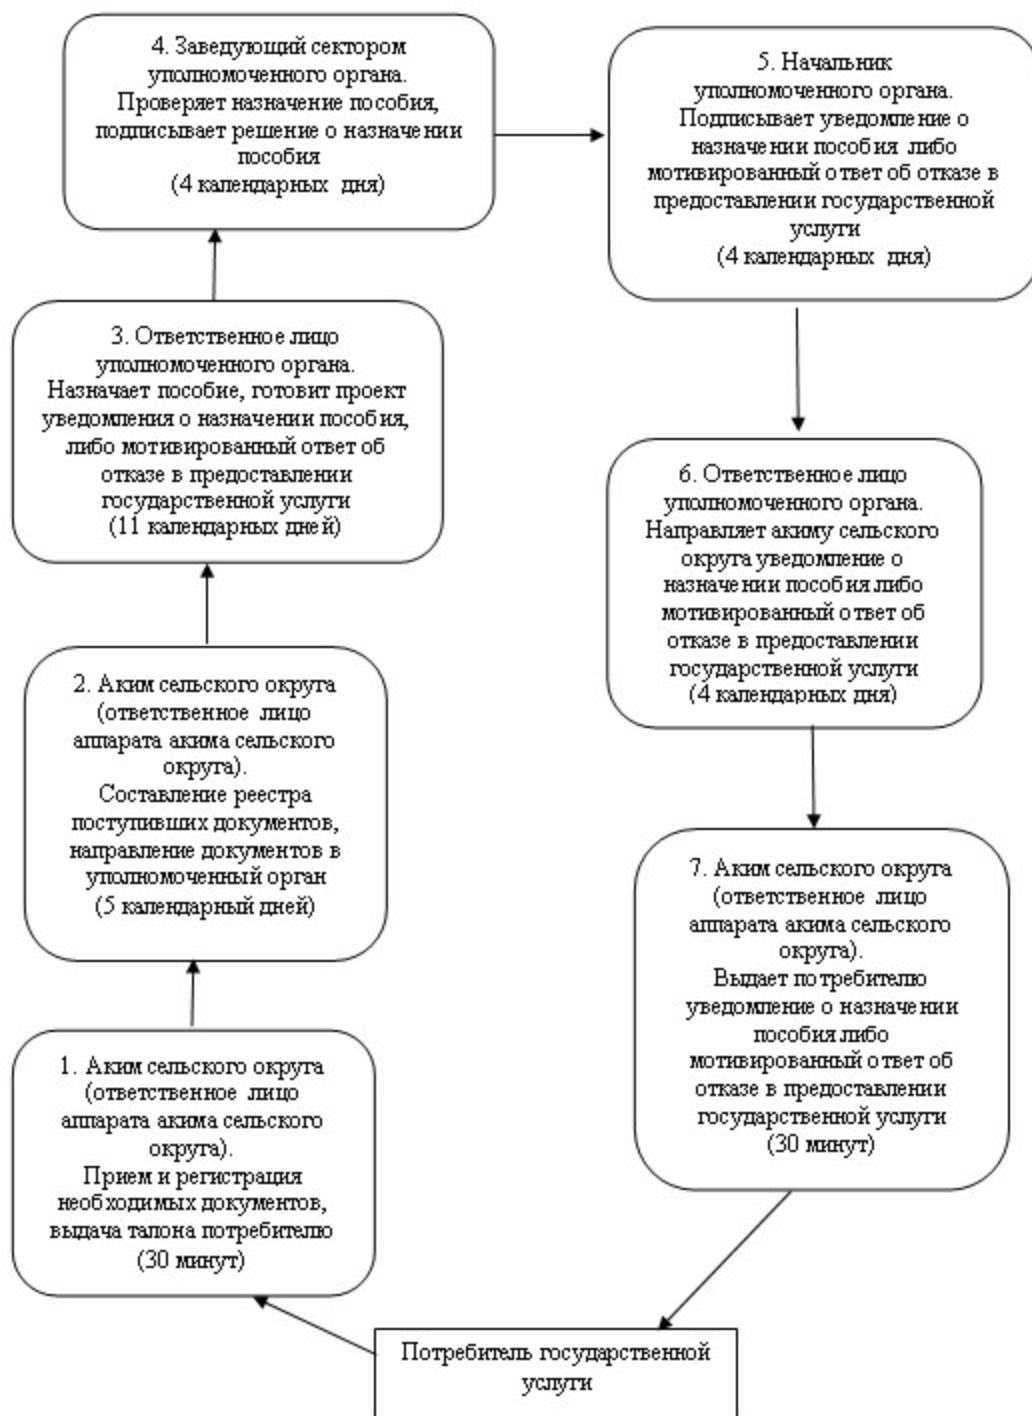 4. Заведующий сектором
уполномоченного органа.
Проверяет назначение пособия,
подписывает решение о назначении
пособия
(4 календарных дня)
5. Начальник
уполномоченного органа.
Подписывает уведомление о
назначении пособия либо
мотивированный ответ об отказе в
предоставлении государственной
услуги
(4 календарных дня)
3. Ответственное лицо
уполномоченного органа.
Назначает пособие, готовит проект
уведомления о назначении пособия,
либо мотивированный ответ об
отказе в предоставлении
государственной услуги
(11 календарных дней)
6. Ответственное лицо
уполномоченного органа.
Направляет акиму сельского
округа уведомление о
назначении пособия либо
мотивированный ответ об
отказе в предоставлении
государственной услуги
(4 календарных дня)
2. Аким сельского округа
(ответственное лицо
аппарата акима сельского
округа).
Составление реестра
поступивших документов,
направление документов в
уполномоченный орган
(5 календарный дней)
7. Аким сельского округа
(ответственное лицо
аппарата акима сельского
округа).
Выдает потребителю
уведомление о назначении
пособия либо
мотивированный ответ об
отказе в предоставлении
государственной услуги
(30 минут)
1. Аким сельского округа
(ответственное лицо
аппарата акима сельского
округа).
Прием и регистрация
необходимых документов,
выдача талона потребителю
(30 минут)
Потребитель государственной
услуги